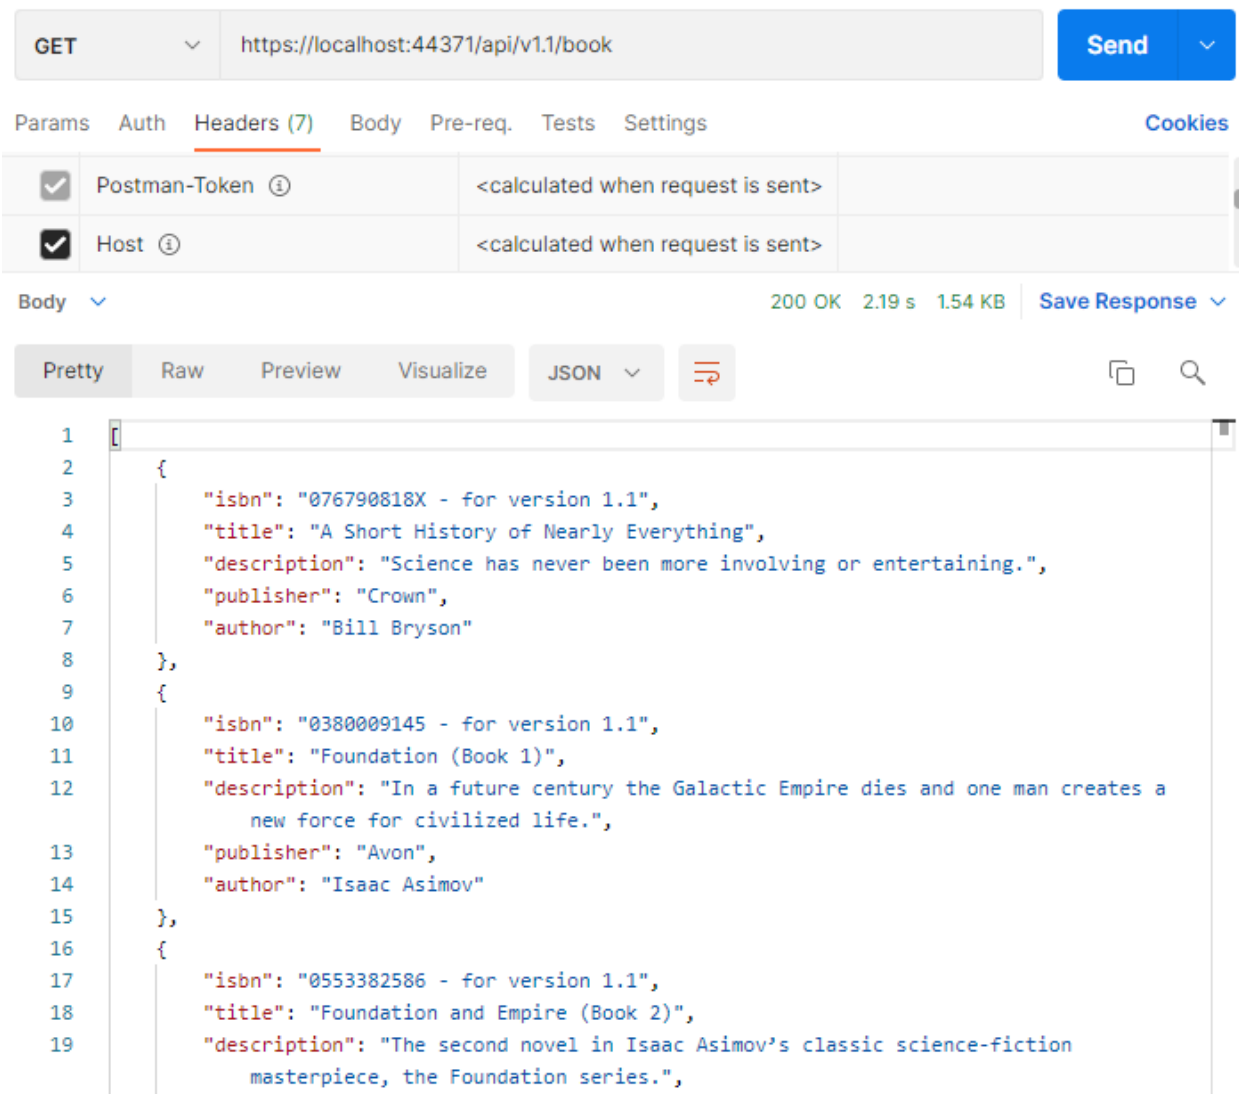 GET https://localhost:44371/api/v1.1/book Send
Params Auth Headers (7) Body Pre-req. Tests Settings Cookies
Postman-Token <calculated when request is sent>
Host <calculated when request is sent>
Body 200 OK 2.19 s 1.54 KB Save Response
Pretty Raw Preview Visualize JSON
1 [
2 {
3 "isbn": "076790818X - for version 1.1",
4 "title": "A Short History of Nearly Everything",
5 "description": "Science has never been more involving or entertaining.",
6 "publisher": "Crown",
7 "author": "Bill Bryson"
8 },
9 {
10 "isbn": "0380009145 - for version 1.1",
11 "title": "Foundation (Book 1)",
12 "description": "In a future century the Galactic Empire dies and one man creates a
new force for civilized life.",
13 "publisher": "Avon",
14 "author": "Isaac Asimov"
15 },
16 {
17 "isbn": "0553382586 - for version 1.1",
18 "title": "Foundation and Empire (Book 2)",
19 "description": "The second novel in Isaac Asimov’s classic science-fiction
masterpiece, the Foundation series.",